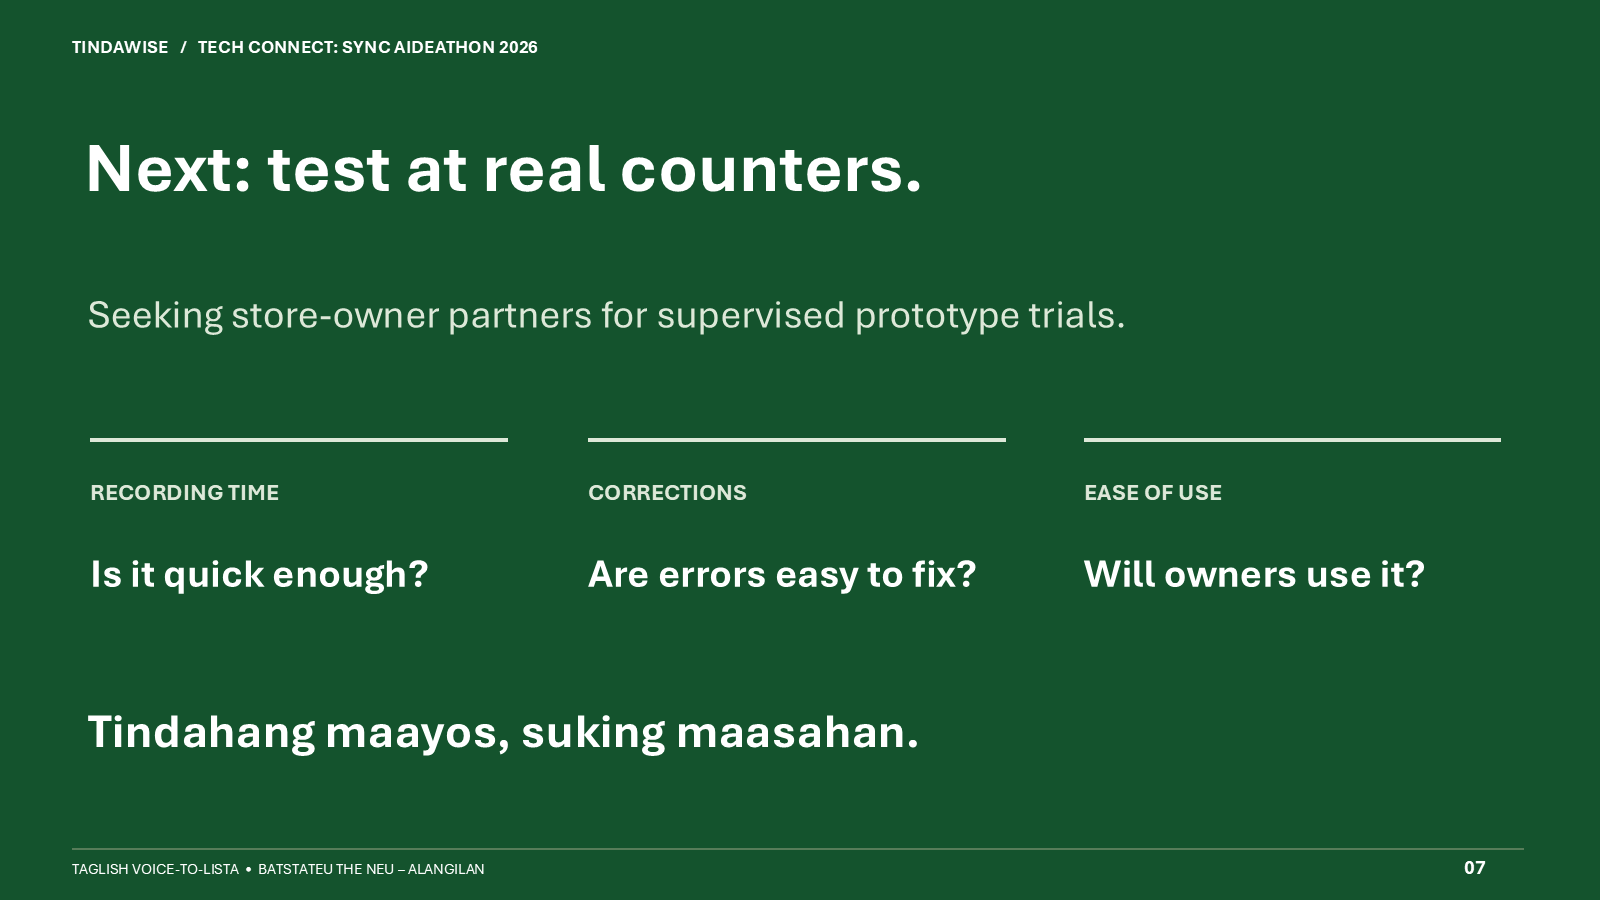 TINDAWISE / TECH CONNECT: SYNC AIDEATHON 2026
Next: test at real counters.
Seeking store-owner partners for supervised prototype trials.
RECORDING TIME
Is it quick enough?
CORRECTIONS
Are errors easy to fix?
EASE OF USE
Will owners use it?
Tindahang maayos, suking maasahan.
TAGLISH VOICE-TO-LISTA • BATSTATEU THE NEU – ALANGILAN
07